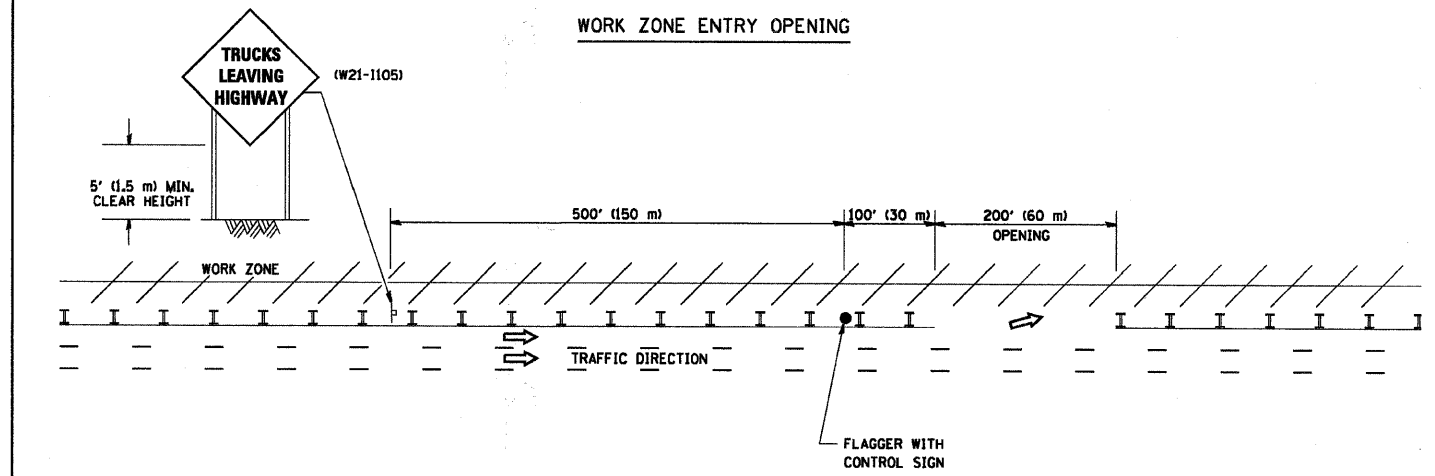 WORK ZONE ENTRY OPENING
TRUCKS
LEAVING
HIGHWAY
(W21-I105)
5' (1.5 m) MIN.
CLEAR HEIGHT
500' (150 m)
100' (30 m)
200' (60 m)
OPENING
WORK ZONE
TRAFFIC DIRECTION
FLAGGER WITH
CONTROL SIGN